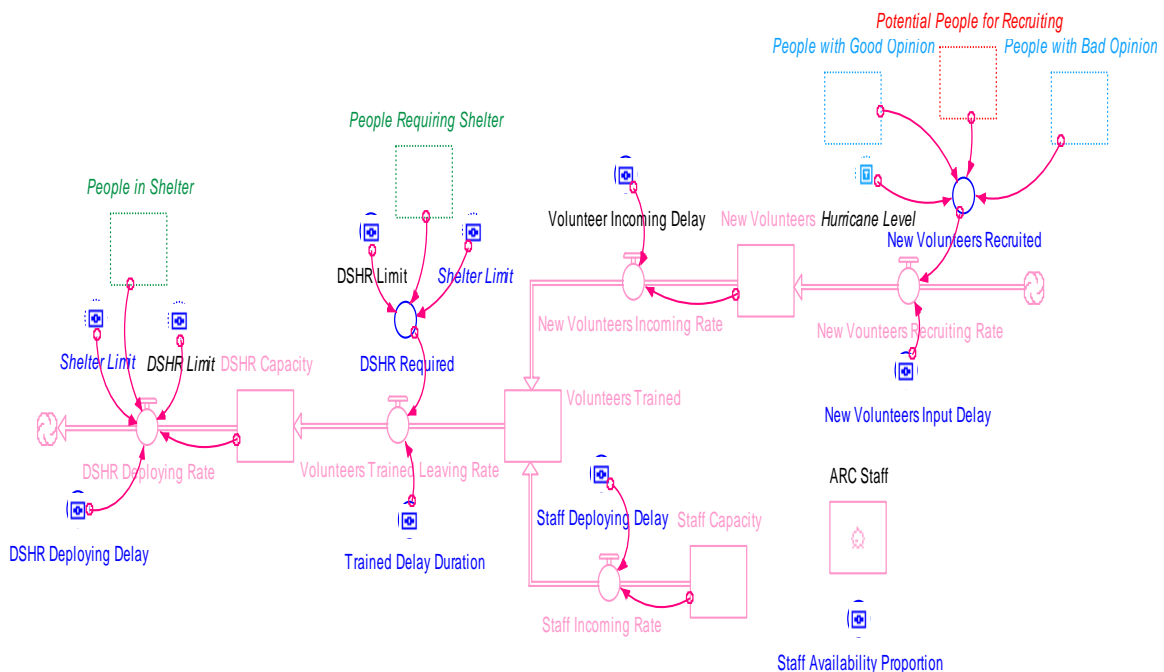 Potential People for Recruiting
People with Good Opinion
People with Bad Opinion
People Requiring Shelter
People in Shelter
Volunteer Incoming Delay
New Volunteers
Hurricane Level
New Volunteers Recruited
DSHR Limit
Shelter Limit
New Volunteers Incoming Rate
New Vounteers Recruiting Rate
Shelter Limit
DSHR Limit
DSHR Capacity
DSHR Required
Volunteers Trained
New Volunteers Input Delay
DSHR Deploying Rate
Volunteers Trained Leaving Rate
ARC Staff
Staff Deploying Delay
Staff Capacity
DSHR Deploying Delay
Trained Delay Duration
Staff Incoming Rate
Staff Availability Proportion